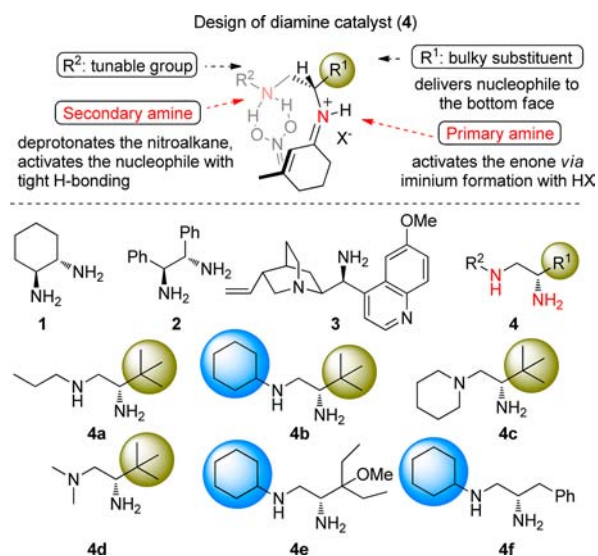 Design of diamine catalyst (4)
R²: tunable group
R¹: bulky substituent
delivers nucleophile to
the bottom face
Secondary amine
deprotonates the nitroalkane,
activates the nucleophile with
tight H-bonding
Primary amine
activates the enone via
iminium formation with HX
H
R¹
R²
N
H
H
N
+
H
O
O
N
X⁻
NH₂
NH₂
1
Ph
Ph
NH₂
NH₂
2
OMe
NH₂
N
N
3
R²
N
H
R¹
NH₂
4
N
H
NH₂
4a
N
H
NH₂
4b
N
NH₂
4c
N
NH₂
4d
N
H
OMe
NH₂
4e
N
H
Ph
NH₂
4f